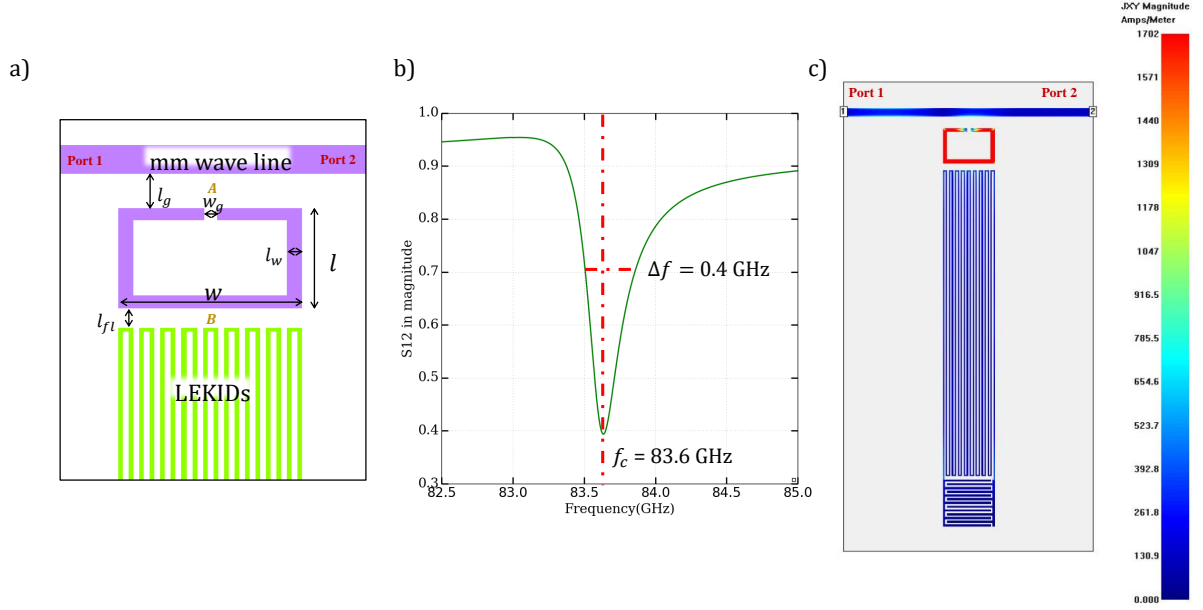 a)
Port 1
mm wave line
Port 2
l_g
A
w_g
l_w
l
w
l_{fl}
B
LEKIDs
b)
1.0
0.9
0.8
0.7
0.6
0.5
0.4
0.3
S12 in magnitude
Δf = 0.4 GHz
f_c = 83.6 GHz
82.5
83.0
83.5
84.0
84.5
85.0
Frequency(GHz)
c)
Port 1
Port 2
1
2
JXY Magnitude
Amps/Meter
1702
1571
1440
1309
1178
1047
916.5
785.5
654.6
523.7
392.8
261.8
130.9
0.000